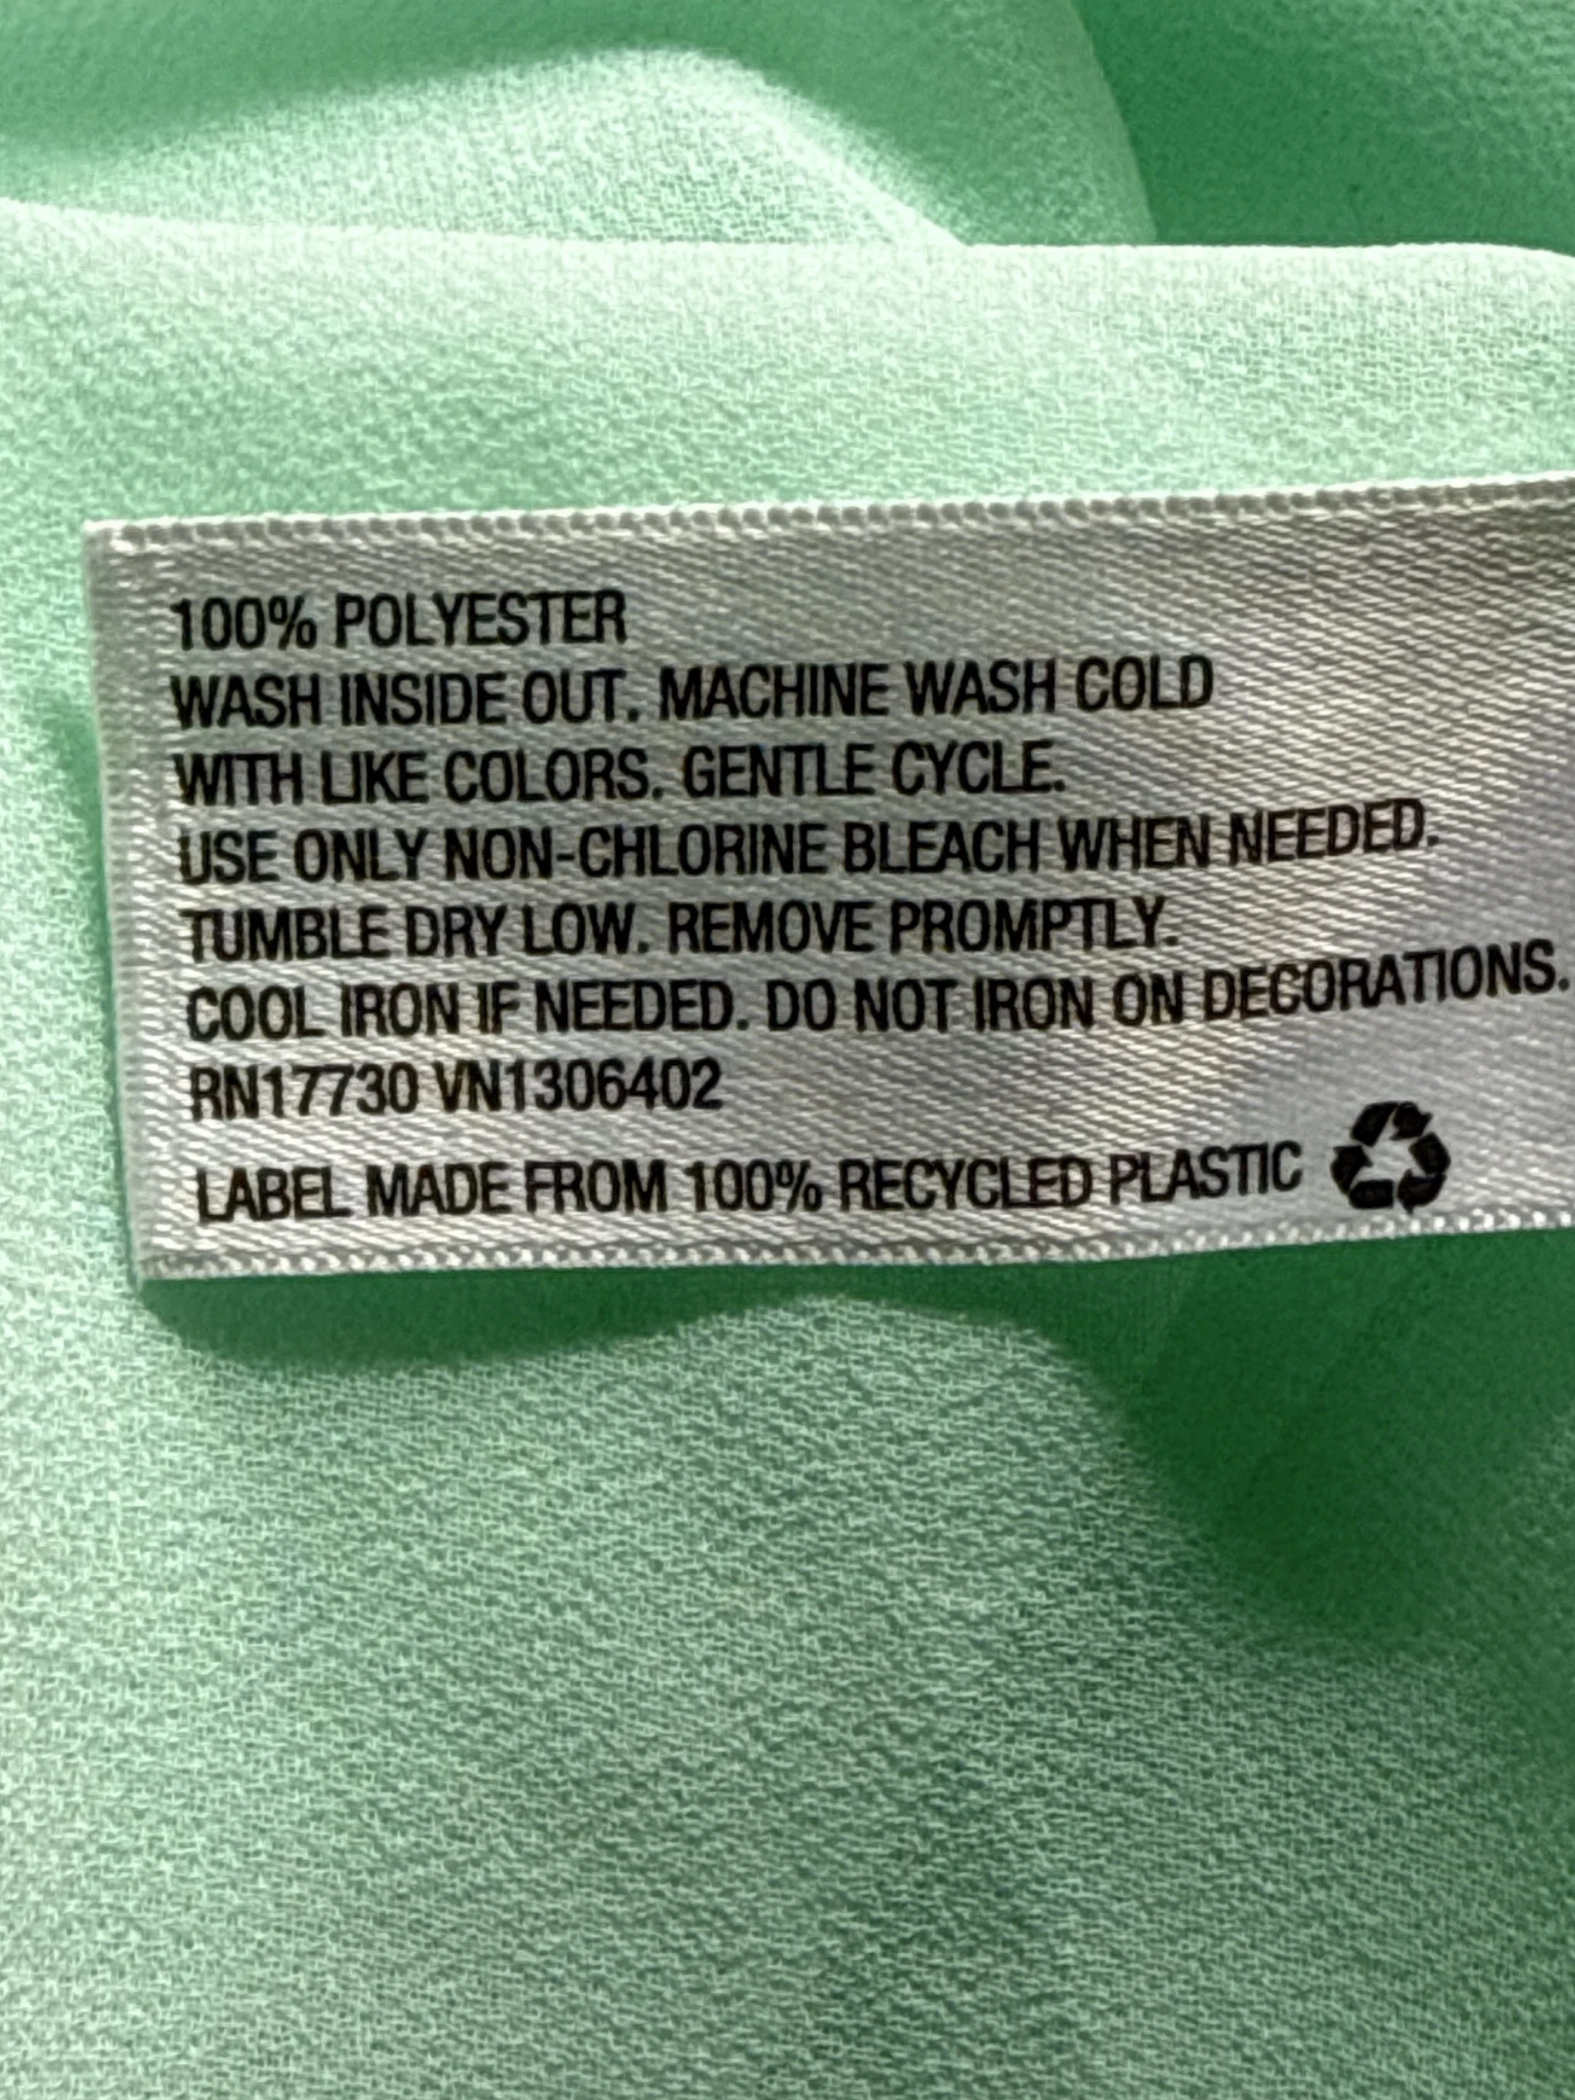 100% POLYESTER
WASH INSIDE OUT. MACHINE WASH COLD
WITH LIKE COLORS. GENTLE CYCLE.
USE ONLY NON-CHLORINE BLEACH WHEN NEEDED.
TUMBLE DRY LOW. REMOVE PROMPTLY.
COOL IRON IF NEEDED. DO NOT IRON ON DECORATIONS.
RN17730 VN1306402
LABEL MADE FROM 100% RECYCLED PLASTIC